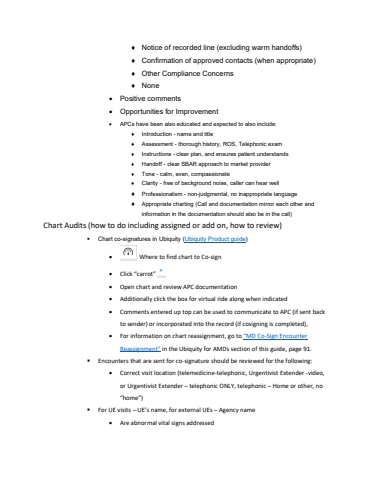 ♦ Notice of recorded line (excluding warm handoffs)
♦ Confirmation of approved contacts (when appropriate)
♦ Other Compliance Concerns
♦ None
• Positive comments
• Opportunities for Improvement
• APCs have been also educated and expected to also include:
♦ Introduction - name and title
♦ Assessment - thorough history, ROS, Telephonic exam
♦ Instructions - clear plan, and ensures patient understands
♦ Handoff - clear SBAR approach to market provider
♦ Tone - calm, even, compassionate
♦ Clarity - free of background noise, caller can hear well
♦ Professionalism - non-judgmental, no inappropriate language
♦ Appropriate charting (Call and documentation mirror each other and
information in the documentation should also be in the call)
Chart Audits (how to do including assigned or add on, how to review)
▪ Chart co-signatures in Ubiquity (Ubiquity Product guide)
• Where to find chart to Co-sign
• Click "carrot" >
• Open chart and review APC documentation
• Additionally click the box for virtual ride along when indicated
• Comments entered up top can be used to communicate to APC (if sent back
to sender) or incorporated into the record (if cosigning is completed),
• For information on chart reassignment, go to "MD Co-Sign Encounter
Reassignment" in the Ubiquity for AMDs section of this guide, page 91.
▪ Encounters that are sent for co-signature should be reviewed for the following:
• Correct visit location (telemedicine-telephonic, Urgentivist Extender -video,
or Urgentivist Extender – telephonic ONLY, telephonic – Home or other, no
"home")
▪ For UE visits – UE's name, for external UEs – Agency name
• Are abnormal vital signs addressed